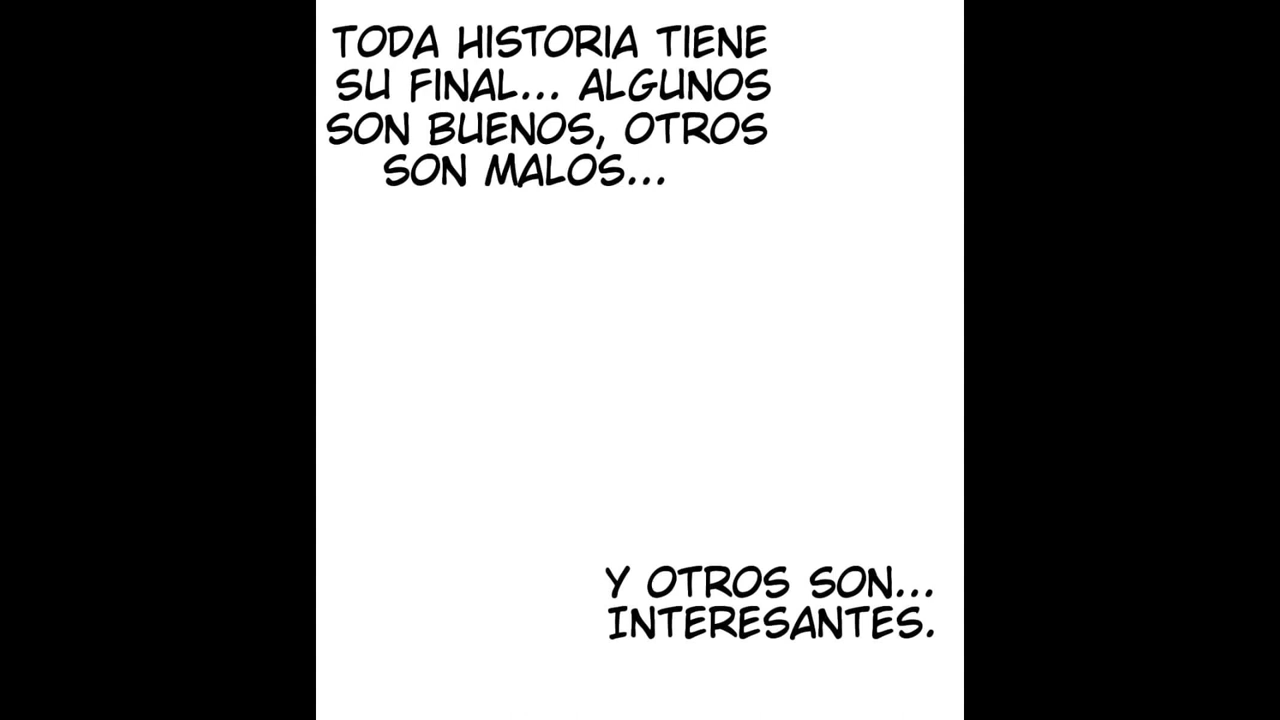 TODA HISTORIA TIENE
SU FINAL... ALGUNOS
SON BUENOS, OTROS
SON MALOS...
Y OTROS SON...
INTERESANTES.